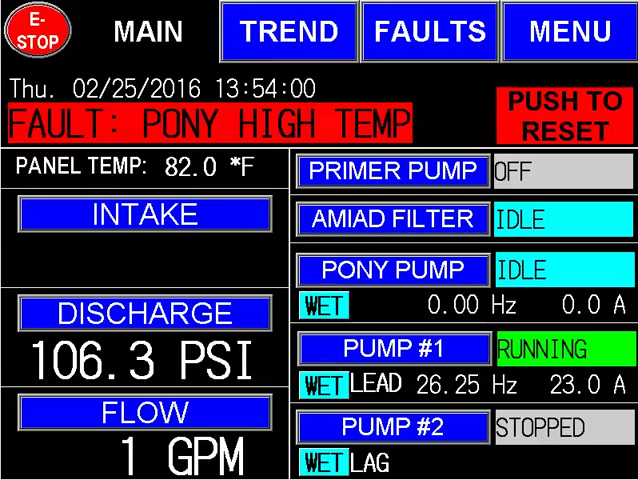 E-
STOP
MAIN
TREND
FAULTS
MENU
Thu. 02/25/2016 13:54:00
FAULT: PONY HIGH TEMP
PUSH TO
RESET
PANEL TEMP: 82.0 *F
INTAKE
DISCHARGE
106.3 PSI
FLOW
1 GPM
PRIMER PUMP OFF
AMIAD FILTER IDLE
PONY PUMP IDLE
WET 0.00 Hz 0.0 A
PUMP #1 RUNNING
WET LEAD 26.25 Hz 23.0 A
PUMP #2 STOPPED
WET LAG